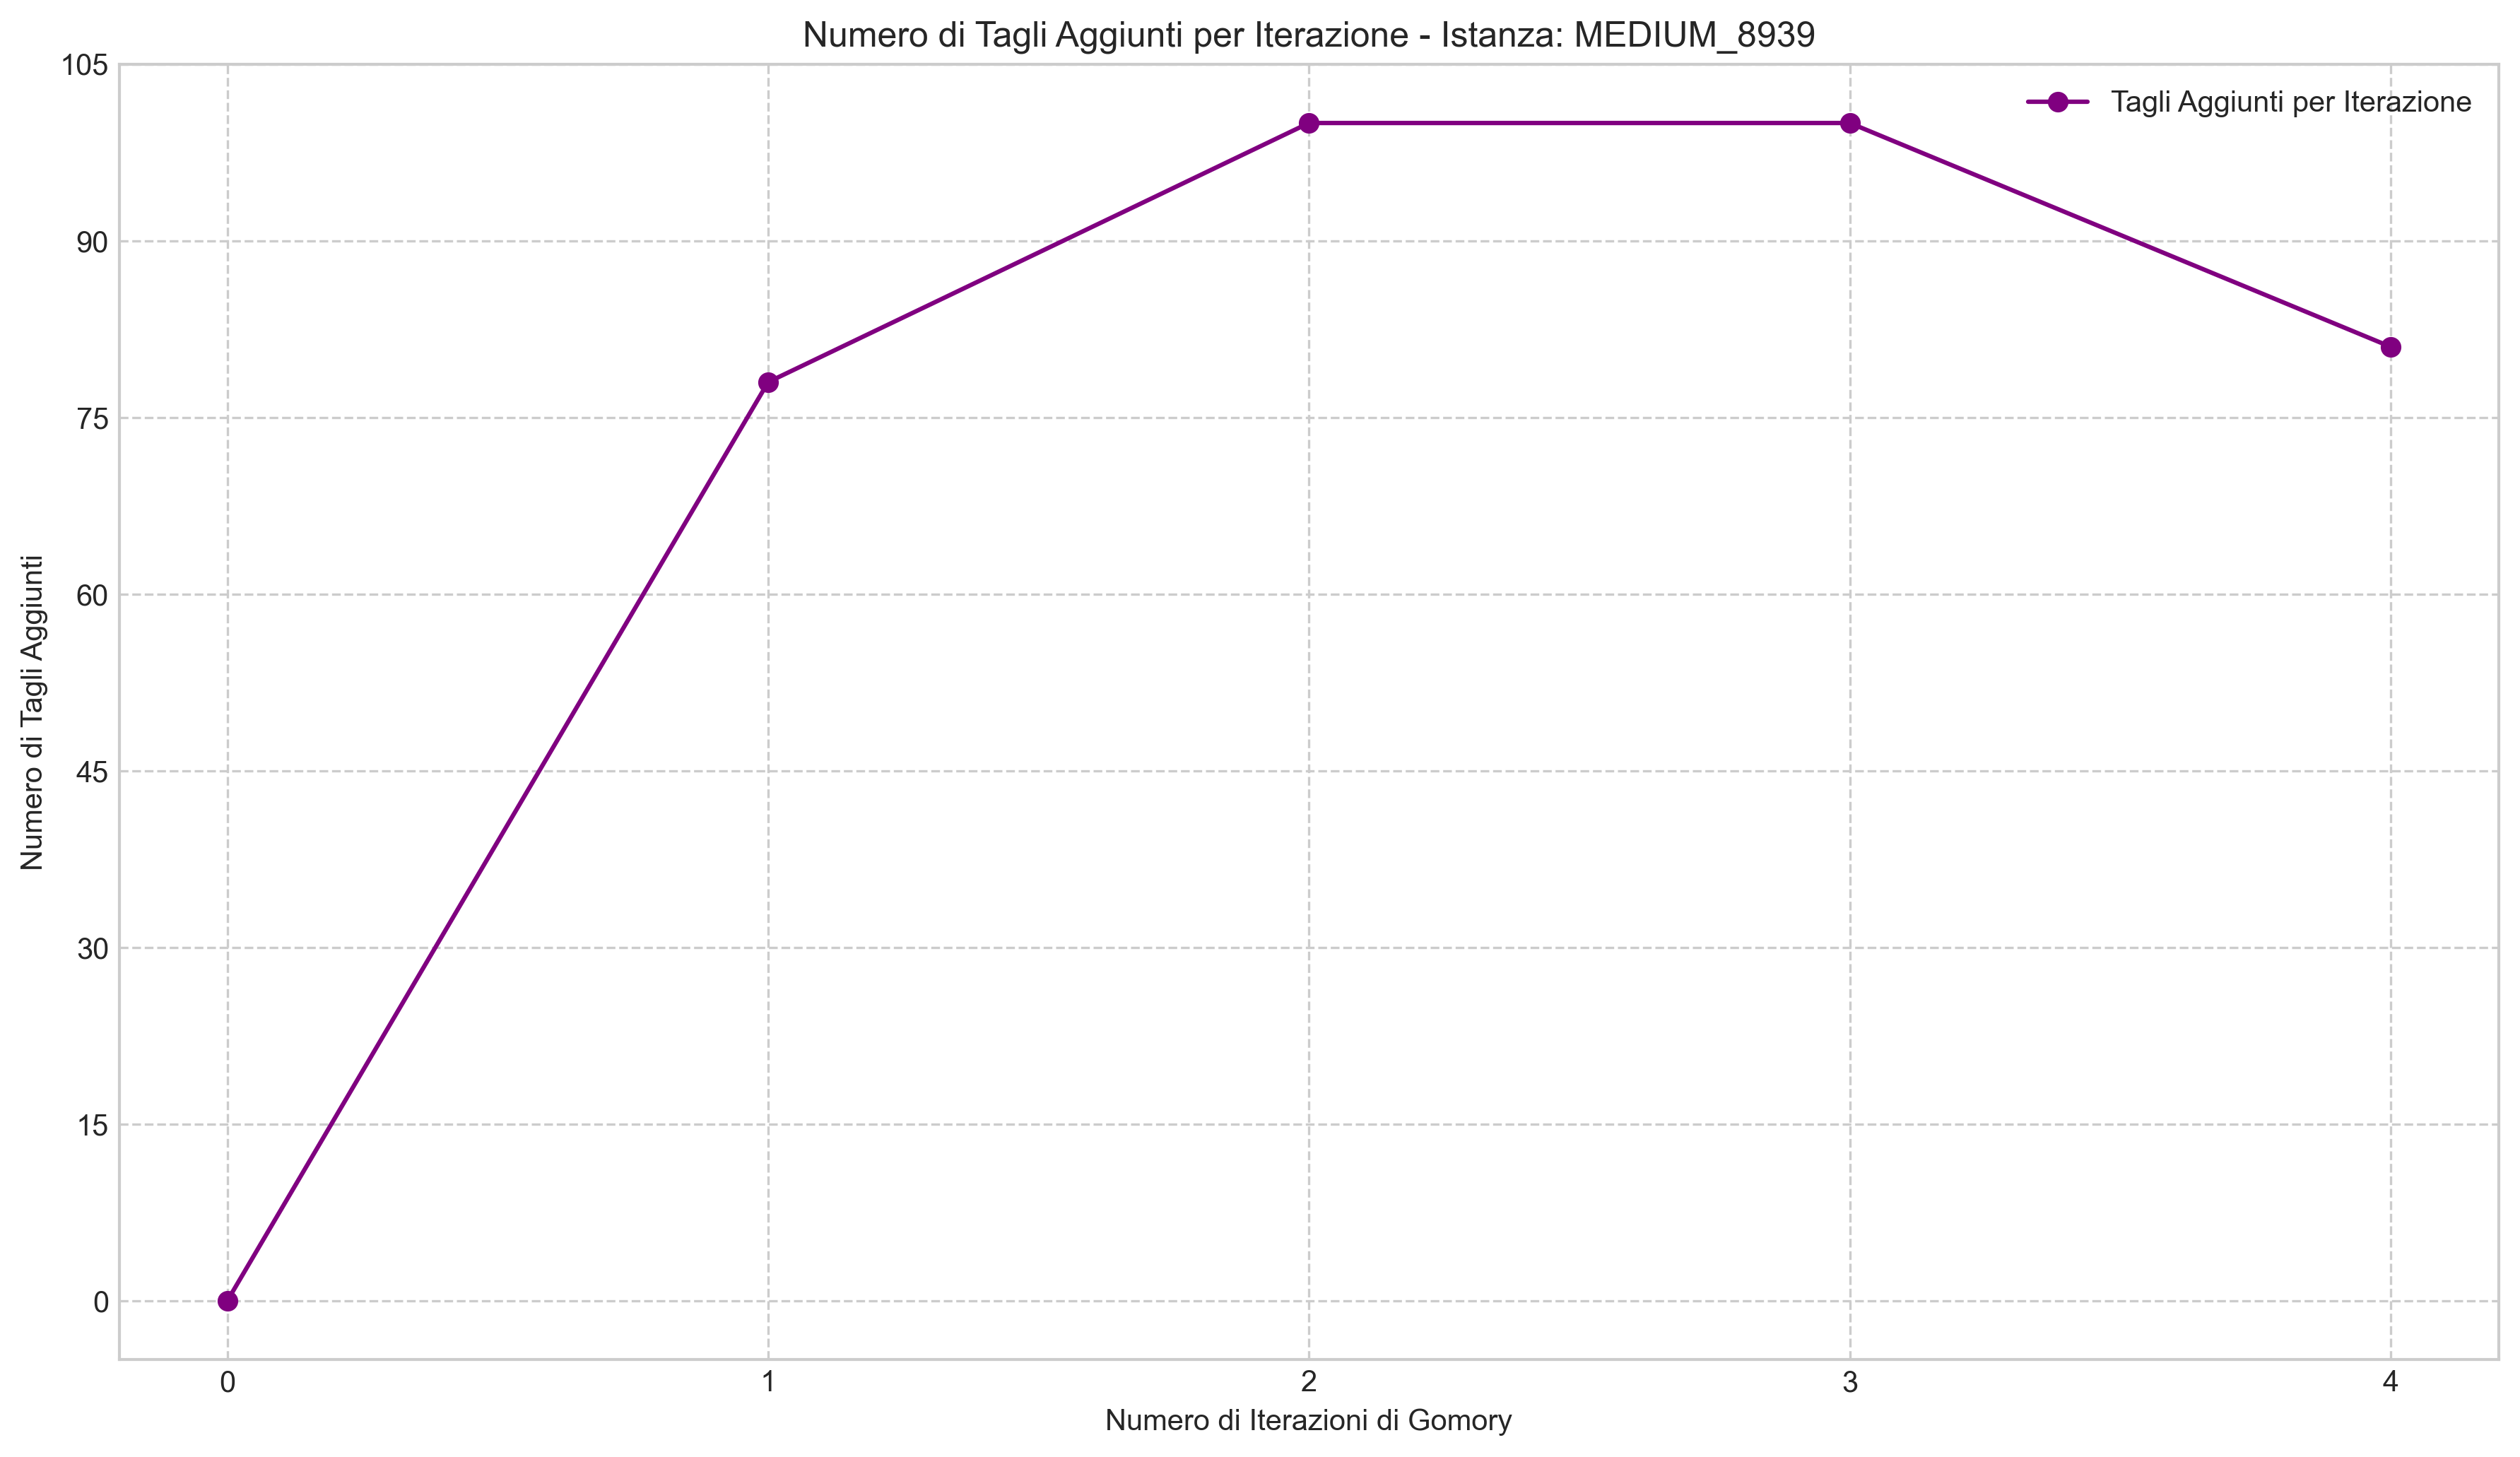 Numero di Tagli Aggiunti per Iterazione - Istanza: MEDIUM_8939
Tagli Aggiunti per Iterazione
Numero di Tagli Aggiunti
105
90
75
60
45
30
15
0
0 1 2 3 4
Numero di Iterazioni di Gomory